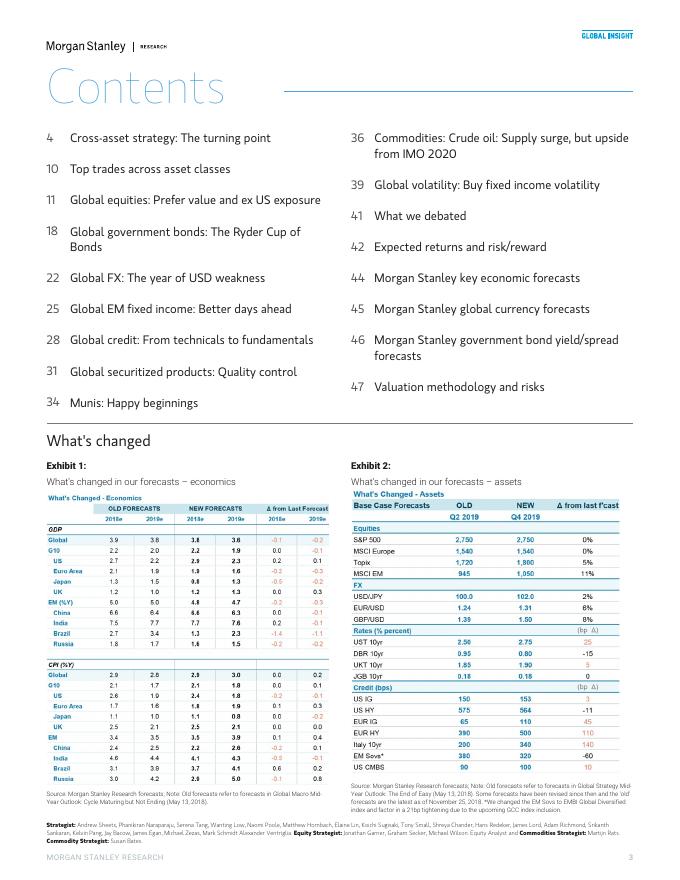 GLOBAL INSIGHT
Morgan Stanley | RESEARCH
Contents
4 Cross-asset strategy: The turning point
10 Top trades across asset classes
11 Global equities: Prefer value and ex US exposure
18 Global government bonds: The Ryder Cup of
Bonds
22 Global FX: The year of USD weakness
25 Global EM fixed income: Better days ahead
28 Global credit: From technicals to fundamentals
31 Global securitized products: Quality control
34 Munis: Happy beginnings
36 Commodities: Crude oil: Supply surge, but upside
from IMO 2020
39 Global volatility: Buy fixed income volatility
41 What we debated
42 Expected returns and risk/reward
44 Morgan Stanley key economic forecasts
45 Morgan Stanley global currency forecasts
46 Morgan Stanley government bond yield/spread
forecasts
47 Valuation methodology and risks
What's changed
Exhibit 1:
What's changed in our forecasts – economics
What's Changed - Economics
OLD FORECASTS NEW FORECASTS Δ from Last Forecast
2018e 2019e 2018e 2019e 2018e 2019e
GDP
Global 3.9 3.8 3.8 3.6 -0.1 -0.2
G10 2.2 2.0 2.2 1.9 0.0 -0.1
US 2.7 2.2 2.9 2.3 0.2 0.1
Euro Area 2.1 1.9 1.9 1.6 -0.2 -0.3
Japan 1.3 1.5 0.8 1.3 -0.5 -0.2
UK 1.2 1.0 1.2 1.3 0.0 0.3
EM (%Y) 5.0 5.0 4.8 4.7 -0.2 -0.3
China 6.6 6.4 6.6 6.3 0.0 -0.1
India 7.5 7.7 7.7 7.6 0.2 -0.1
Brazil 2.7 3.4 1.3 2.3 -1.4 -1.1
Russia 1.8 1.7 1.6 1.5 -0.2 -0.2
CPI (%Y)
Global 2.9 2.8 2.9 3.0 0.0 0.2
G10 2.1 1.7 2.1 1.8 0.0 0.1
US 2.6 1.9 2.4 1.8 -0.2 -0.1
Euro Area 1.7 1.6 1.8 1.9 0.1 0.3
Japan 1.1 1.0 1.1 0.8 0.0 -0.2
UK 2.5 2.1 2.5 2.1 0.0 0.0
EM 3.4 3.5 3.5 3.9 0.1 0.4
China 2.4 2.5 2.2 2.6 -0.2 0.1
India 4.6 4.4 4.1 4.3 -0.5 -0.1
Brazil 3.1 3.9 3.7 4.1 0.6 0.2
Russia 3.0 4.2 2.9 5.0 -0.1 0.8
Source: Morgan Stanley Research forecasts; Note: Old forecasts refer to forecasts in Global Macro Mid-
Year Outlook: Cycle Maturing but Not Ending (May 13, 2018).
Exhibit 2:
What's changed in our forecasts – assets
What's Changed - Assets
Base Case Forecasts OLD NEW Δ from last f'cast
Q2 2019 Q4 2019
Equities
S&P 500 2,750 2,750 0%
MSCI Europe 1,540 1,540 0%
Topix 1,720 1,800 5%
MSCI EM 945 1,050 11%
FX
USD/JPY 100.0 102.0 2%
EUR/USD 1.24 1.31 6%
GBP/USD 1.39 1.50 8%
Rates (% percent) (bp Δ)
UST 10yr 2.50 2.75 25
DBR 10yr 0.95 0.80 -15
UKT 10yr 1.85 1.90 5
JGB 10yr 0.18 0.18 0
Credit (bps) (bp Δ)
US IG 150 153 3
US HY 575 564 -11
EUR IG 65 110 45
EUR HY 390 500 110
Italy 10yr 200 340 140
EM Sovs* 380 320 -60
US CMBS 90 100 10
Source: Morgan Stanley Research forecasts; Note: Old forecasts refer to forecasts in Global Strategy Mid-
Year Outlook: The End of Easy (May 13, 2018). Some forecasts have been revised since then and the 'old'
forecasts are the latest as of November 25, 2018. *We changed the EM Sovs to EMBI Global Diversified
index and factor in a 21bp tightening due to the upcoming GCC index inclusion.
Strategist: Andrew Sheets, Phanikiran Naraparaju, Serena Tang, Wanting Low, Naomi Poole, Matthew Hornbach, Elaine Lin, Koichi Sugisaki, Tony Small, Shreya Chander, Hans Redeker, James Lord, Adam Richmond, Srikanth
Sankaran, Kelvin Pang, Jay Bacow, James Egan, Michael Zezas, Mark Schmidt Alexander Ventriglia. Equity Strategist: Jonathan Garner, Graham Secker, Michael Wilson. Equity Analyst and Commodities Strategist: Martijn Rats.
Commodity Strategist: Susan Bates.
MORGAN STANLEY RESEARCH 3